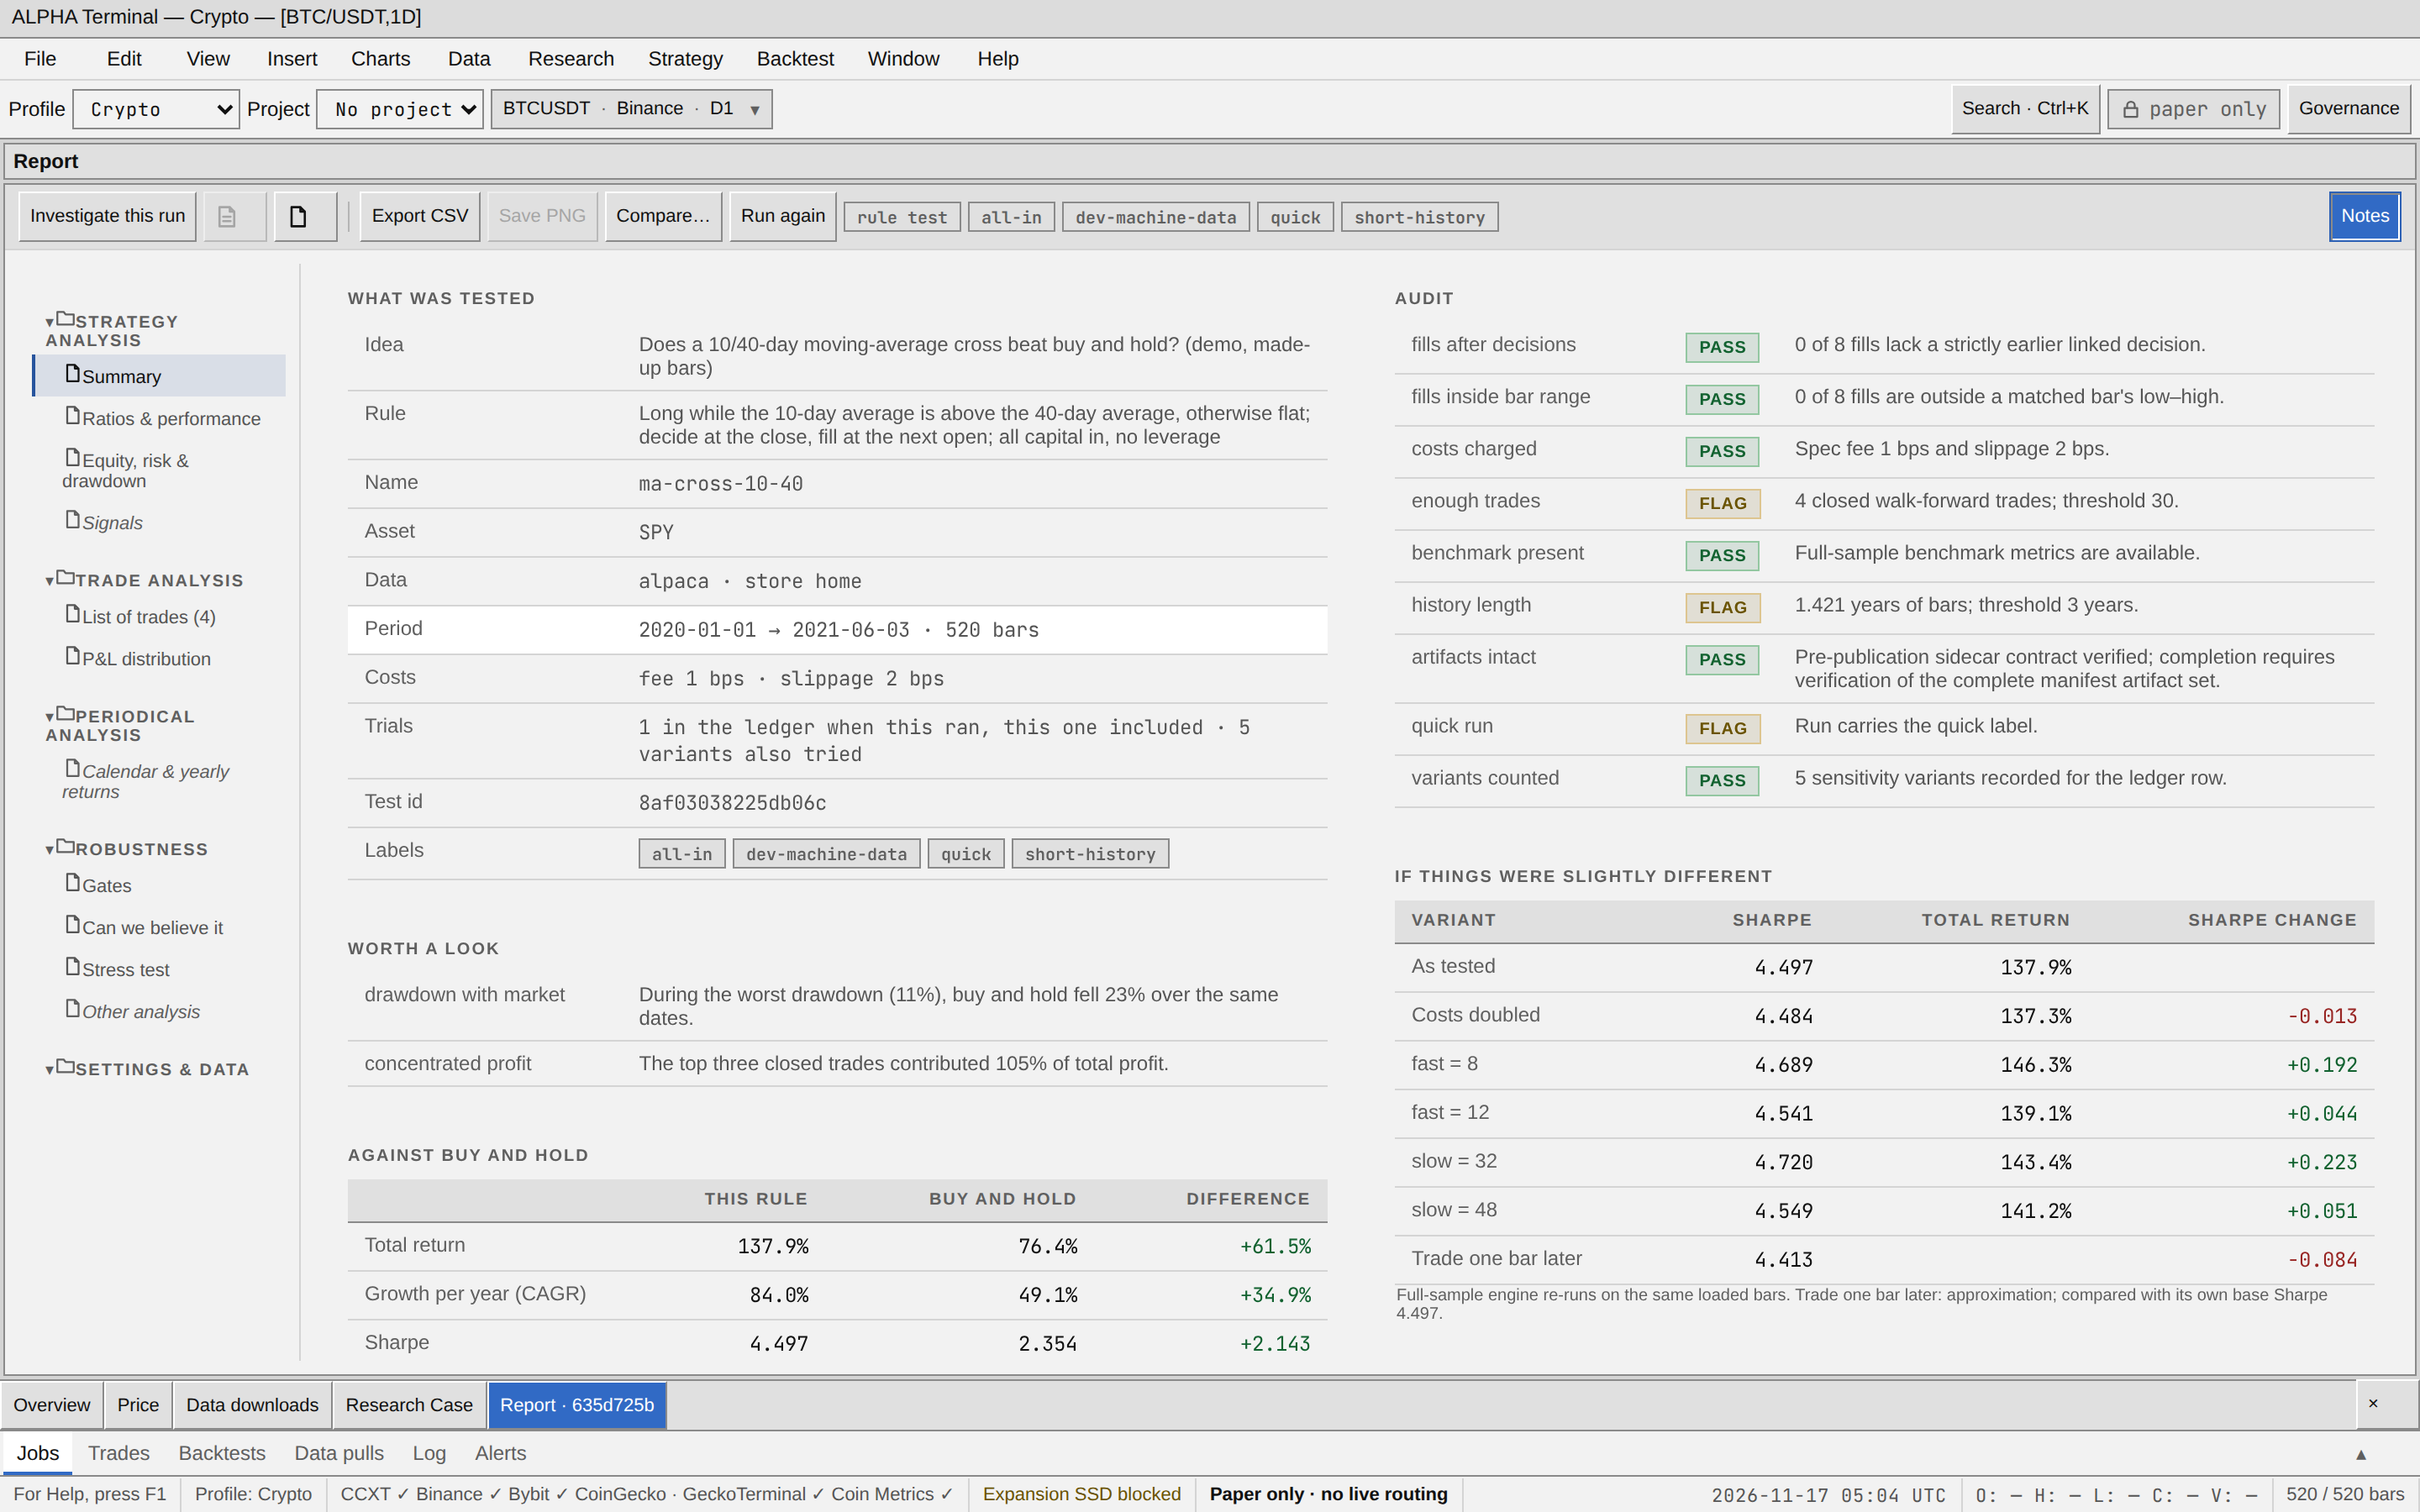 ALPHA Terminal — Crypto — [BTC/USDT,1D]
File Edit View Insert Charts Data Research Strategy Backtest Window Help
Profile Crypto Project No project BTCUSDT · Binance · D1 ▾ Search · Ctrl+K paper only Governance
Report
Investigate this run Export CSV Save PNG Compare… Run again rule test all-in dev-machine-data quick short-history Notes
▾STRATEGY
ANALYSIS
Summary
Ratios & performance
Equity, risk &
drawdown
Signals
▾TRADE ANALYSIS
List of trades (4)
P&L distribution
▾PERIODICAL
ANALYSIS
Calendar & yearly
returns
▾ROBUSTNESS
Gates
Can we believe it
Stress test
Other analysis
▾SETTINGS & DATA
WHAT WAS TESTED
Idea Does a 10/40-day moving-average cross beat buy and hold? (demo, made-
up bars)
Rule Long while the 10-day average is above the 40-day average, otherwise flat;
decide at the close, fill at the next open; all capital in, no leverage
Name ma-cross-10-40
Asset SPY
Data alpaca · store home
Period 2020-01-01 → 2021-06-03 · 520 bars
Costs fee 1 bps · slippage 2 bps
Trials 1 in the ledger when this ran, this one included · 5
variants also tried
Test id 8af03038225db06c
Labels all-in dev-machine-data quick short-history
WORTH A LOOK
drawdown with market During the worst drawdown (11%), buy and hold fell 23% over the same
dates.
concentrated profit The top three closed trades contributed 105% of total profit.
AGAINST BUY AND HOLD
THIS RULE BUY AND HOLD DIFFERENCE
Total return 137.9% 76.4% +61.5%
Growth per year (CAGR) 84.0% 49.1% +34.9%
Sharpe 4.497 2.354 +2.143
AUDIT
fills after decisions PASS 0 of 8 fills lack a strictly earlier linked decision.
fills inside bar range PASS 0 of 8 fills are outside a matched bar's low–high.
costs charged PASS Spec fee 1 bps and slippage 2 bps.
enough trades FLAG 4 closed walk-forward trades; threshold 30.
benchmark present PASS Full-sample benchmark metrics are available.
history length FLAG 1.421 years of bars; threshold 3 years.
artifacts intact PASS Pre-publication sidecar contract verified; completion requires
verification of the complete manifest artifact set.
quick run FLAG Run carries the quick label.
variants counted PASS 5 sensitivity variants recorded for the ledger row.
IF THINGS WERE SLIGHTLY DIFFERENT
VARIANT SHARPE TOTAL RETURN SHARPE CHANGE
As tested 4.497 137.9%
Costs doubled 4.484 137.3% -0.013
fast = 8 4.689 146.3% +0.192
fast = 12 4.541 139.1% +0.044
slow = 32 4.720 143.4% +0.223
slow = 48 4.549 141.2% +0.051
Trade one bar later 4.413 -0.084
Full-sample engine re-runs on the same loaded bars. Trade one bar later: approximation; compared with its own base Sharpe
4.497.
Overview Price Data downloads Research Case Report · 635d725b ×
Jobs Trades Backtests Data pulls Log Alerts ▲
For Help, press F1 Profile: Crypto CCXT ✓ Binance ✓ Bybit ✓ CoinGecko · GeckoTerminal ✓ Coin Metrics ✓ Expansion SSD blocked Paper only · no live routing 2026-11-17 05:04 UTC O: — H: — L: — C: — V: — 520 / 520 bars